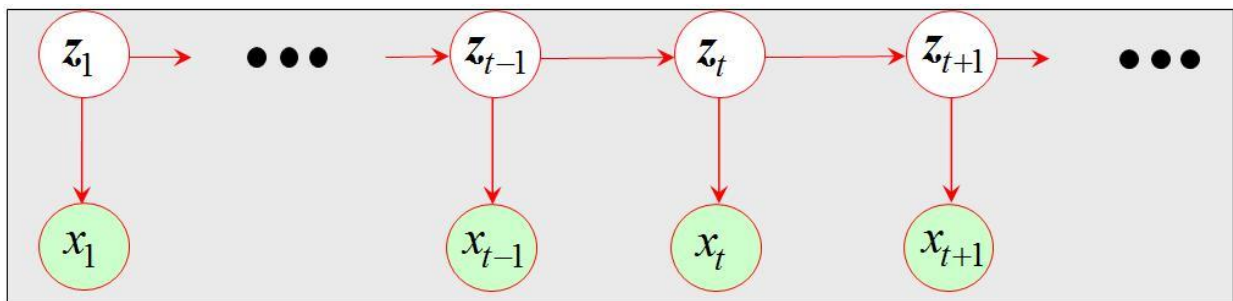 z₁ ••• zₜ₋₁ zₜ zₜ₊₁ •••
x₁ xₜ₋₁ xₜ xₜ₊₁